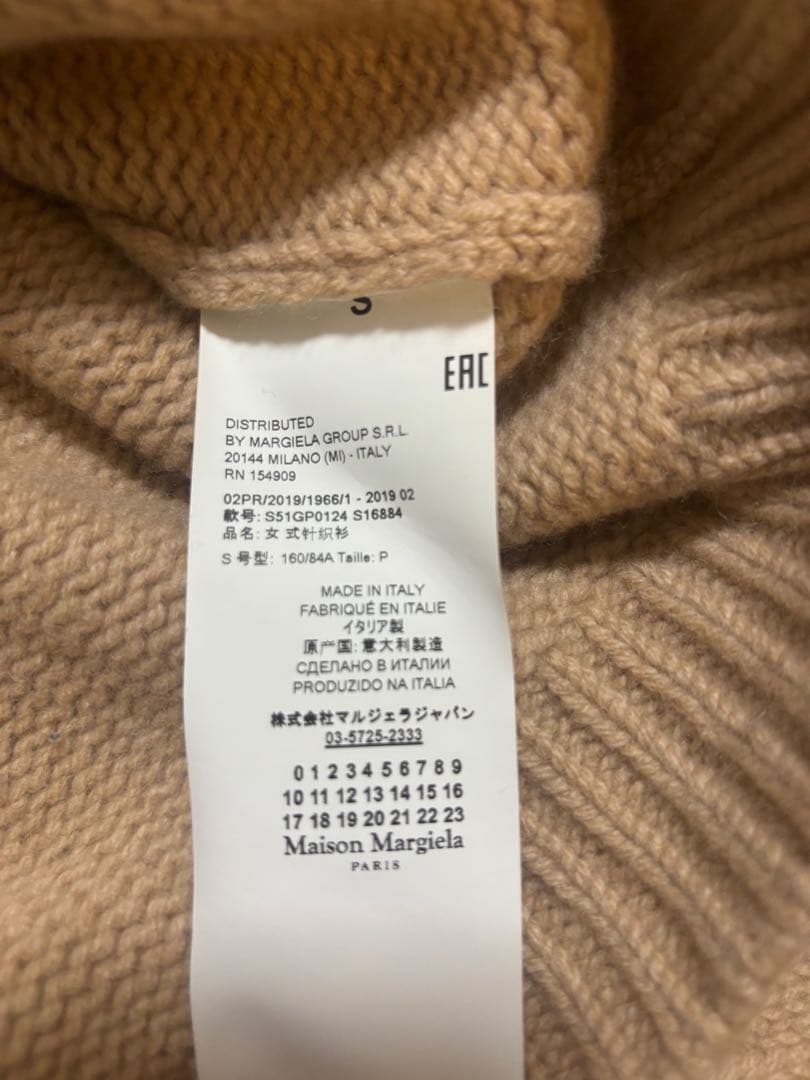 S
EAC
DISTRIBUTED
BY MARGIELA GROUP S.R.L.
20144 MILANO (MI) - ITALY
RN 154909
02PR/2019/1966/1 - 2019 02
款号: S51GP0124 S16884
品名: 女 式针织衫
S 号型: 160/84A Taille: P
MADE IN ITALY
FABRIQUÉ EN ITALIE
イタリア製
原产国: 意大利製造
СДЕЛАНО В ИТАЛИИ
PRODUZIDO NA ITALIA
株式会社マルジェラジャパン
03-5725-2333
0 1 2 3 4 5 6 7 8 9
10 11 12 13 14 15 16
17 18 19 20 21 22 23
Maison Margiela
PARIS